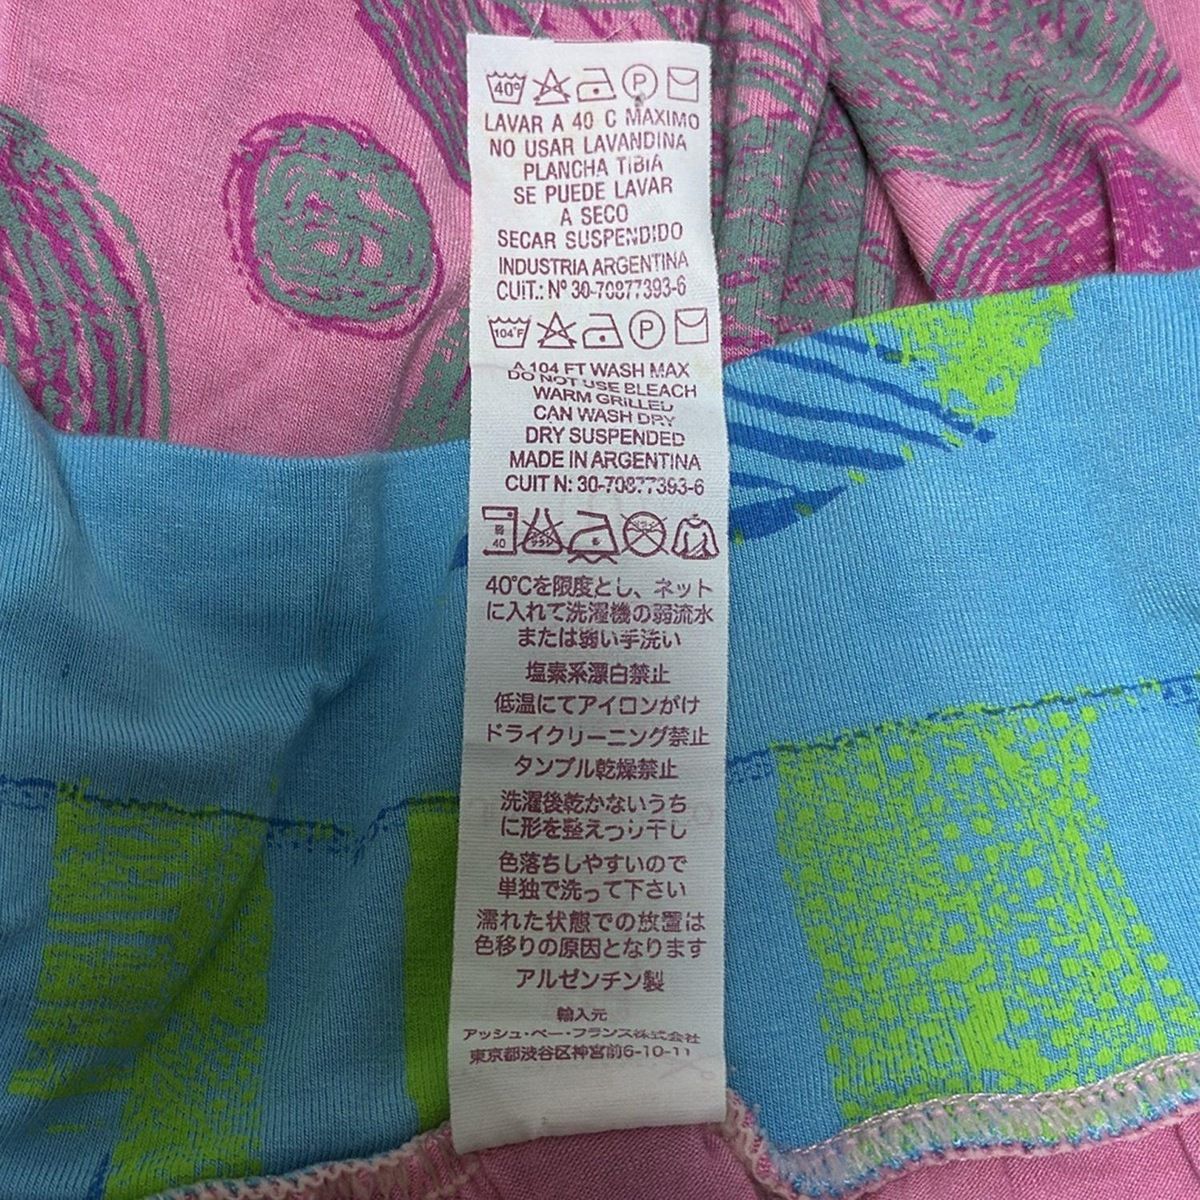 40°
P
LAVAR A 40 C MAXIMO
NO USAR LAVANDINA
PLANCHA TIBIA
SE PUEDE LAVAR
A SECO
SECAR SUSPENDIDO
INDUSTRIA ARGENTINA
CUIT.: Nº 30-70877393-6
104°F
P
A 104 FT WASH MAX
DO NOT USE BLEACH
WARM GRILLED
CAN WASH DRY
DRY SUSPENDED
MADE IN ARGENTINA
CUIT N: 30-70877393-6
弱
40
40℃を限度とし、ネット
に入れて洗濯機の弱流水
または弱い手洗い
塩素系漂白禁止
低温にてアイロンがけ
ドライクリーニング禁止
タンブル乾燥禁止
洗濯後乾かないうち
に形を整えつり干し
色落ちしやすいので
単独で洗って下さい
濡れた状態での放置は
色移りの原因となります
アルゼンチン製
輸入元
アッシュ・ペー・フランス株式会社
東京都渋谷区神宮前6-10-11